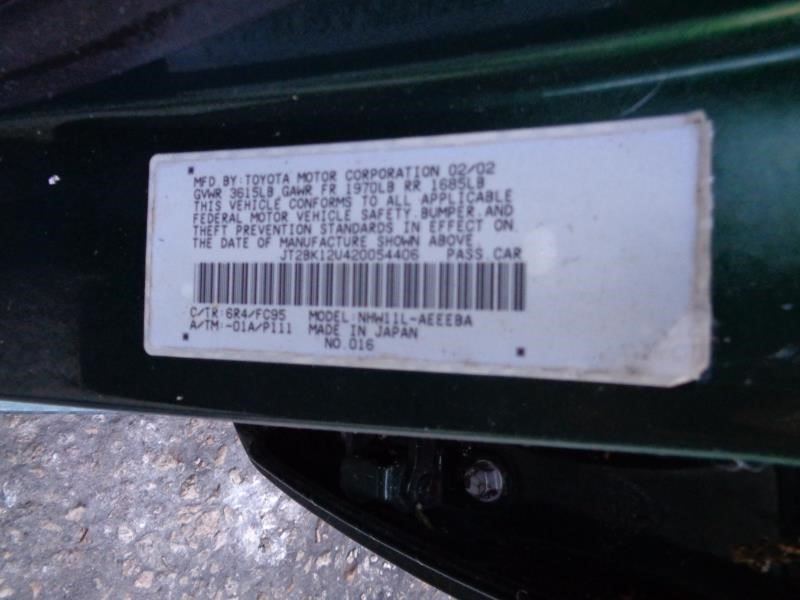 MFD BY:TOYOTA MOTOR CORPORATION 02/02
GVWR 3615LB GAWR FR 1970LB RR 1685LB
THIS VEHICLE CONFORMS TO ALL APPLICABLE
FEDERAL MOTOR VEHICLE SAFETY,BUMPER,AND
THEFT PREVENTION STANDARDS IN EFFECT ON
THE DATE OF MANUFACTURE SHOWN ABOVE.
JT2BK12U420054406 PASS.CAR
C/TR:6R4/FC95 MODEL:NHW11L-AEEEBA
A/TM:-01A/P111 MADE IN JAPAN
NO.016